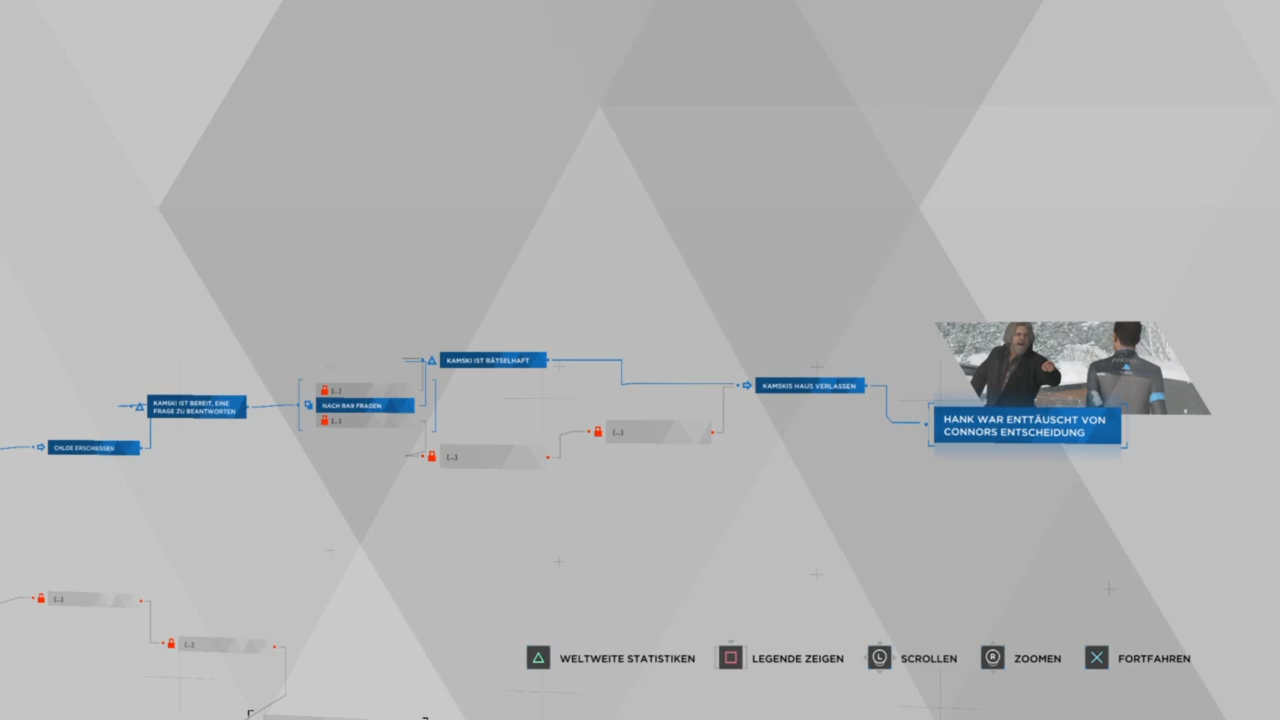 KAMSKI IST RÄTSELHAFT
[...]
KAMSKI IST BEREIT, EINE
FRAGE ZU BEANTWORTEN
NACH RA9 FRAGEN
[...]
CHLOE ERSCHIESSEN
[...]
[...]
KAMSKIS HAUS VERLASSEN
HANK WAR ENTTÄUSCHT VON
CONNORS ENTSCHEIDUNG
[...]
[...]
WELTWEITE STATISTIKEN
LEGENDE ZEIGEN
L
SCROLLEN
R
ZOOMEN
FORTFAHREN